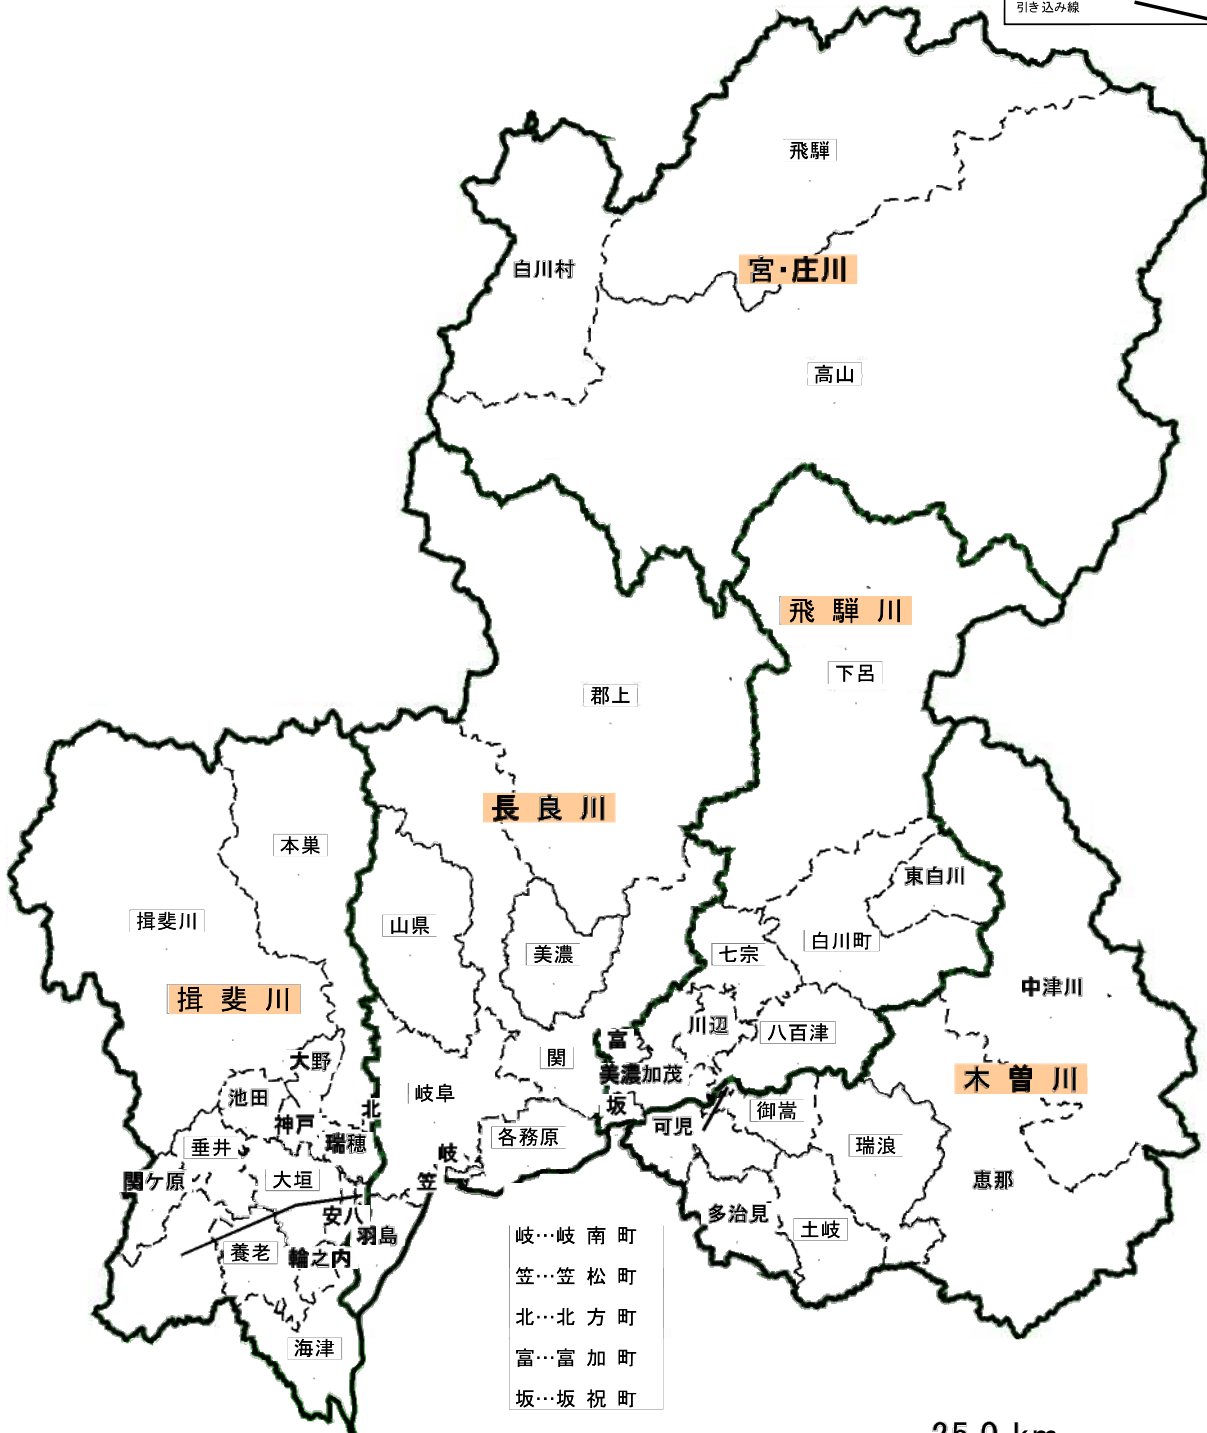 引き込み線
飛騨
宮・庄川
白川村
高山
飛騨川
下呂
郡上
長良川
本巣
東白川
揖斐川
山県
白川町
美濃
七宗
中津川
揖斐川
川辺
八百津
富
関
大野
美濃加茂
木曽川
池田
岐阜
北
坂
御嵩
神戸
可児
瑞穂
各務原
垂井
瑞浪
岐
関ケ原
大垣
笠
恵那
安八
多治見
羽島
土岐
養老
輪之内
海津
岐…岐南町
笠…笠松町
北…北方町
富…富加町
坂…坂祝町
25.0 km